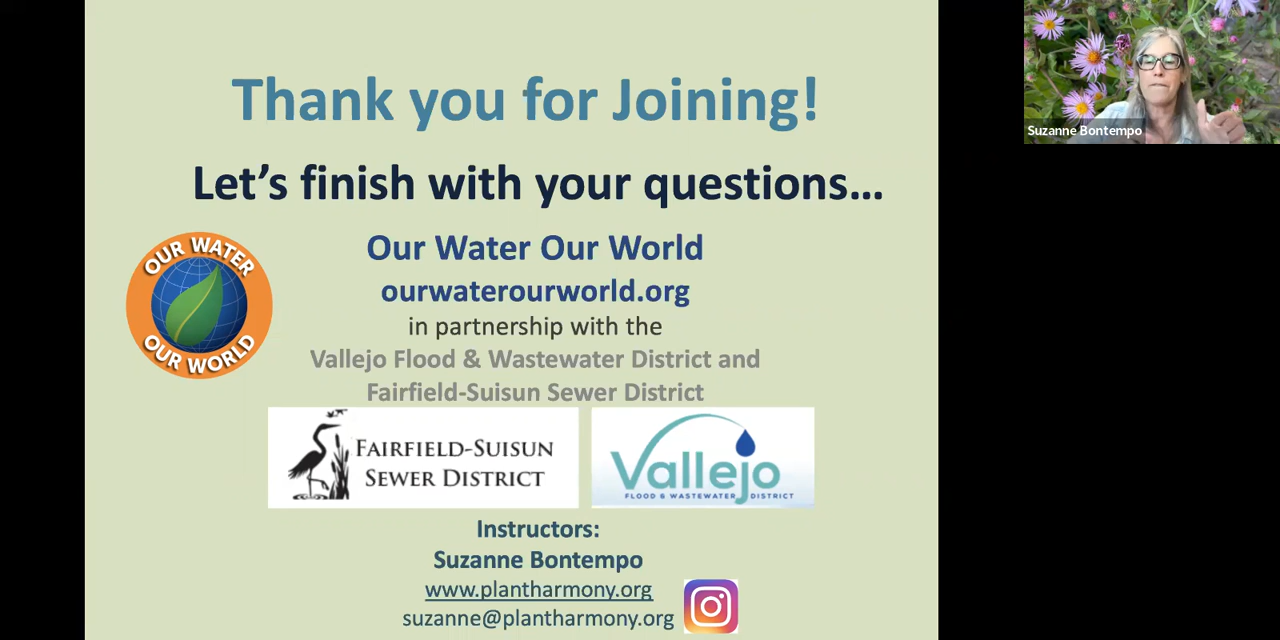 Thank you for Joining!
Let's finish with your questions...
Our Water Our World
ourwaterourworld.org
in partnership with the
Vallejo Flood & Wastewater District and
Fairfield-Suisun Sewer District
OUR WATER
OUR WORLD
FAIRFIELD-SUISUN
SEWER DISTRICT
Vallejo
FLOOD & WASTEWATER DISTRICT
Instructors:
Suzanne Bontempo
www.plantharmony.org
suzanne@plantharmony.org
Suzanne Bontempo